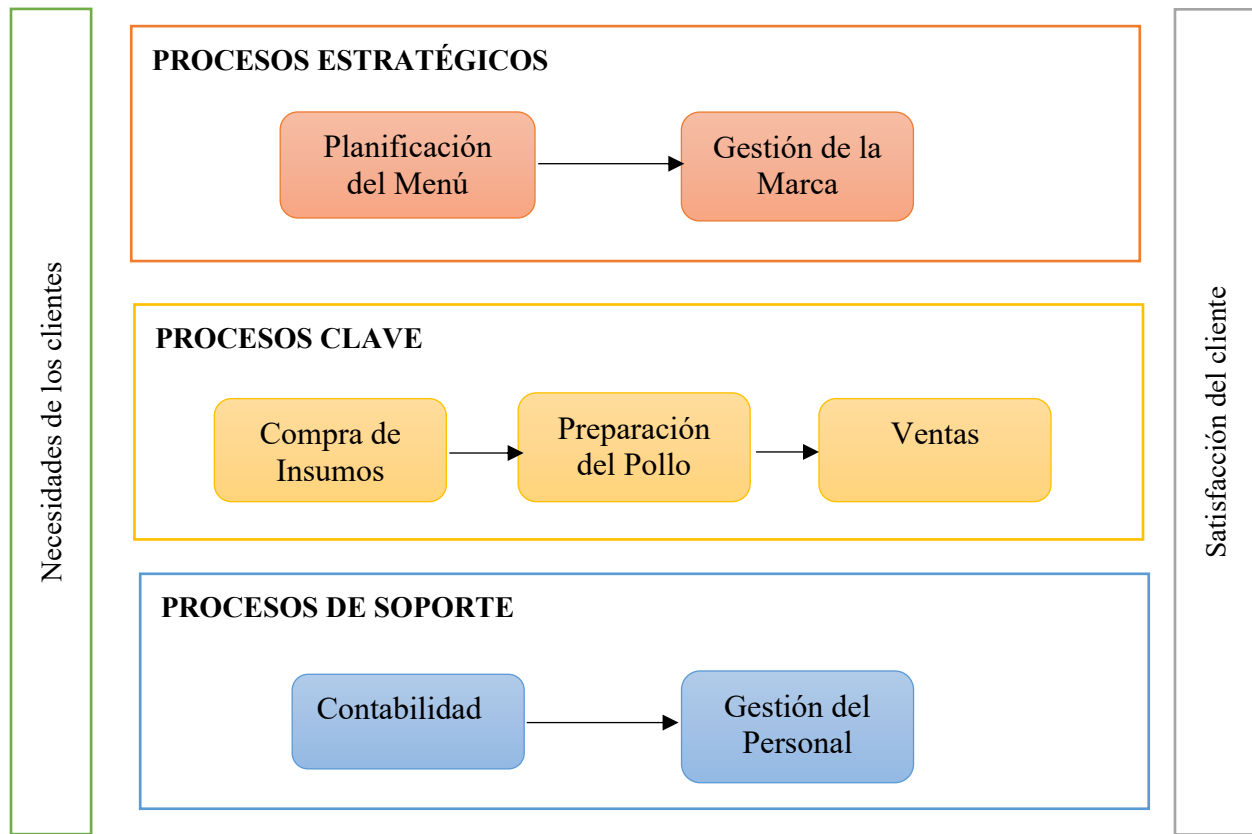 Necesidades de los clientes
PROCESOS ESTRATÉGICOS
Planificación
del Menú
Gestión de la
Marca
PROCESOS CLAVE
Compra de
Insumos
Preparación
del Pollo
Ventas
PROCESOS DE SOPORTE
Contabilidad
Gestión del
Personal
Satisfacción del cliente